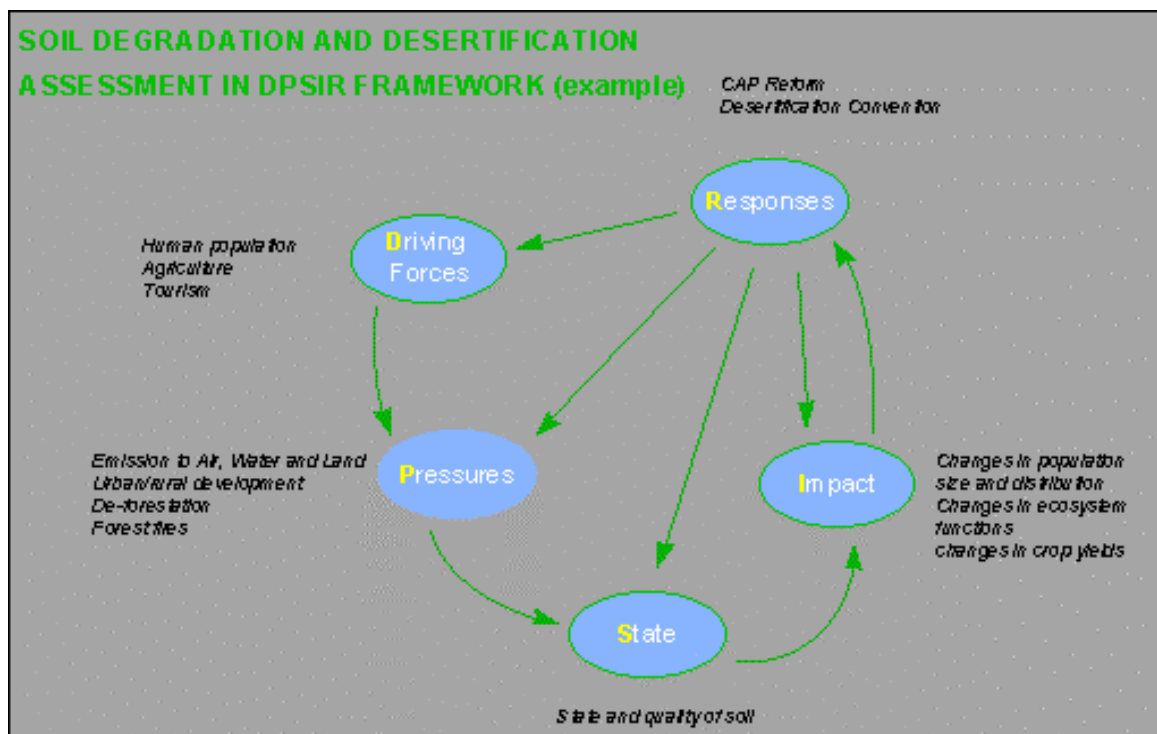 SOIL DEGRADATION AND DESERTIFICATION
ASSESSMENT IN DPSIR FRAMEWORK (example)
CAP Reform
Desertification Convention
Responses
Driving
Forces
Human population
Agriculture
Tourism
Emission to Air, Water and Land
Urban/rural development
De-forestation
Forest fires
Pressures
Impact
Changes in population
size and distribution
Changes in ecosystem
functions
changes in crop yields
State
State and quality of soil